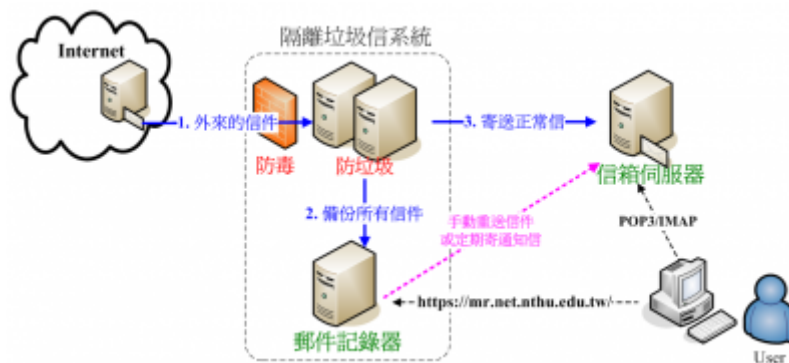 隔離垃圾信系統
Internet
1. 外來的信件
3. 寄送正常信
防毒
防垃圾
信箱伺服器
2. 備份所有信件
手動重送信件
或定期寄通知信
POP3/IMAP
https://mr.net.nthu.edu.tw/
郵件記錄器
User